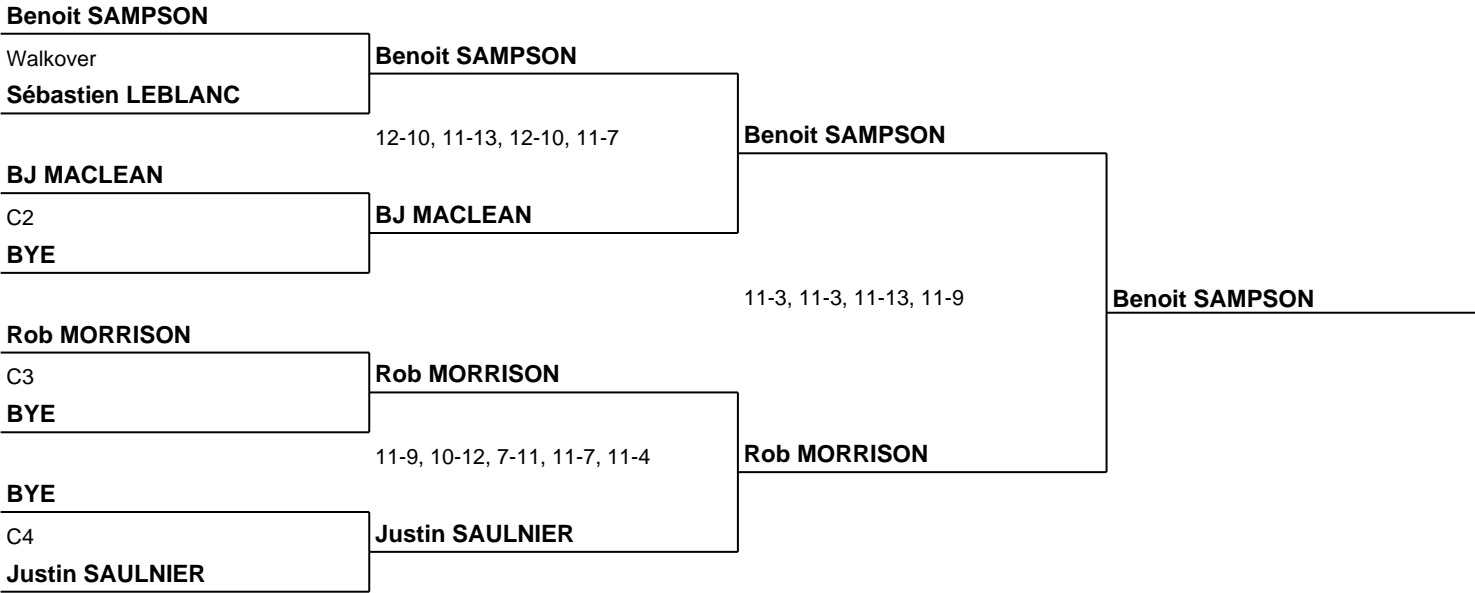 Benoit SAMPSON
Walkover
Benoit SAMPSON
Sébastien LEBLANC
12-10, 11-13, 12-10, 11-7
Benoit SAMPSON
BJ MACLEAN
C2
BJ MACLEAN
BYE
11-3, 11-3, 11-13, 11-9
Benoit SAMPSON
Rob MORRISON
C3
Rob MORRISON
BYE
11-9, 10-12, 7-11, 11-7, 11-4
Rob MORRISON
BYE
C4
Justin SAULNIER
Justin SAULNIER